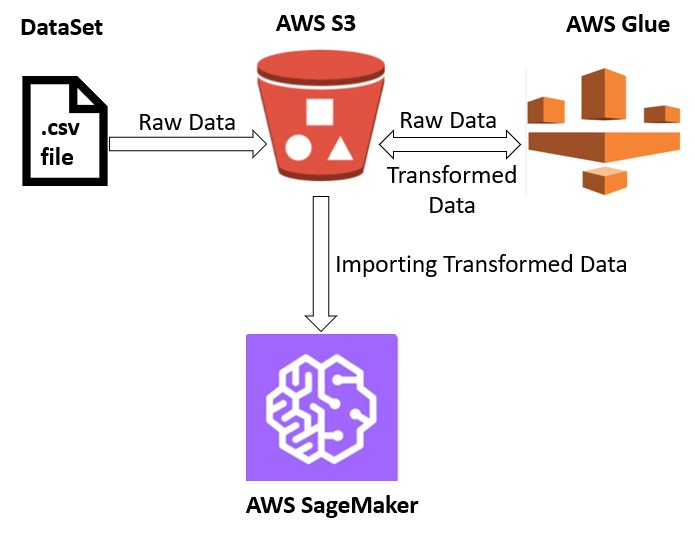 DataSet
AWS S3
AWS Glue
.csv
file
Raw Data
Raw Data
Transformed
Data
Importing Transformed Data
AWS SageMaker